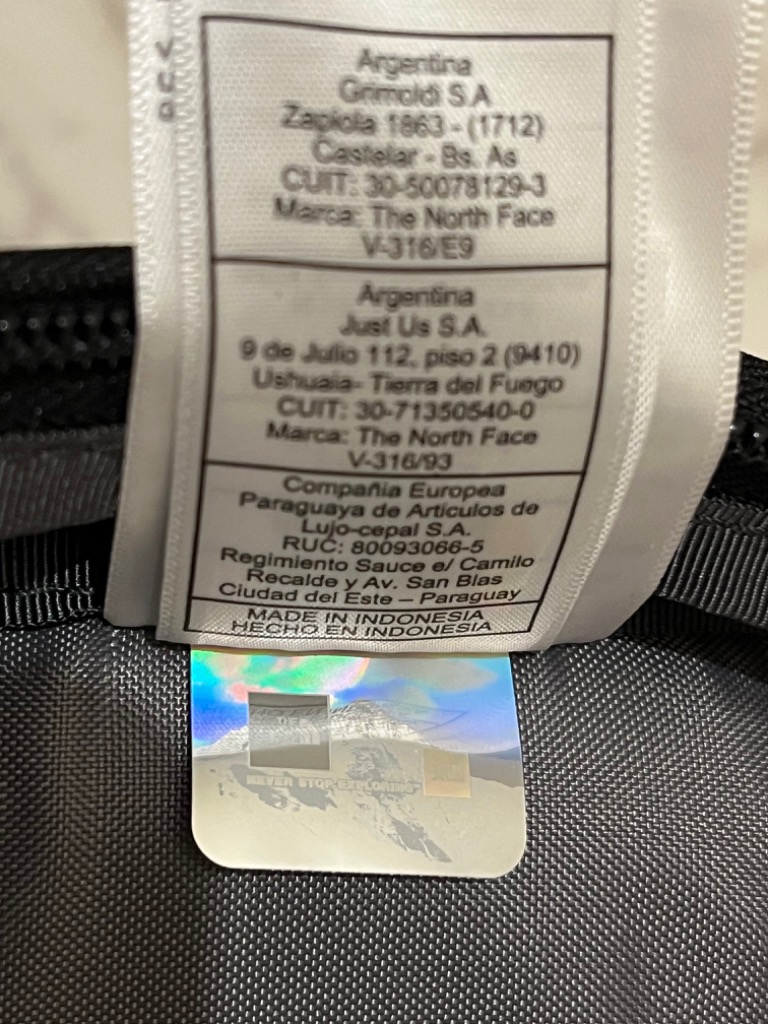 Argentina
Grimoldi S.A
Zapiola 1863 - (1712)
Castelar - Bs. As
CUIT: 30-50078129-3
Marca: The North Face
V-316/E9
Argentina
Just Us S.A.
9 de Julio 112, piso 2 (9410)
Ushuaia- Tierra del Fuego
CUIT: 30-71350540-0
Marca: The North Face
V-316/93
Compañia Europea
Paraguaya de Articulos de
Lujo-cepal S.A.
RUC: 80093066-5
Regimiento Sauce e/ Camilo
Recalde y Av. San Blas
Ciudad del Este – Paraguay
MADE IN INDONESIA
HECHO EN INDONESIA
NEVER STOP EXPLORING™